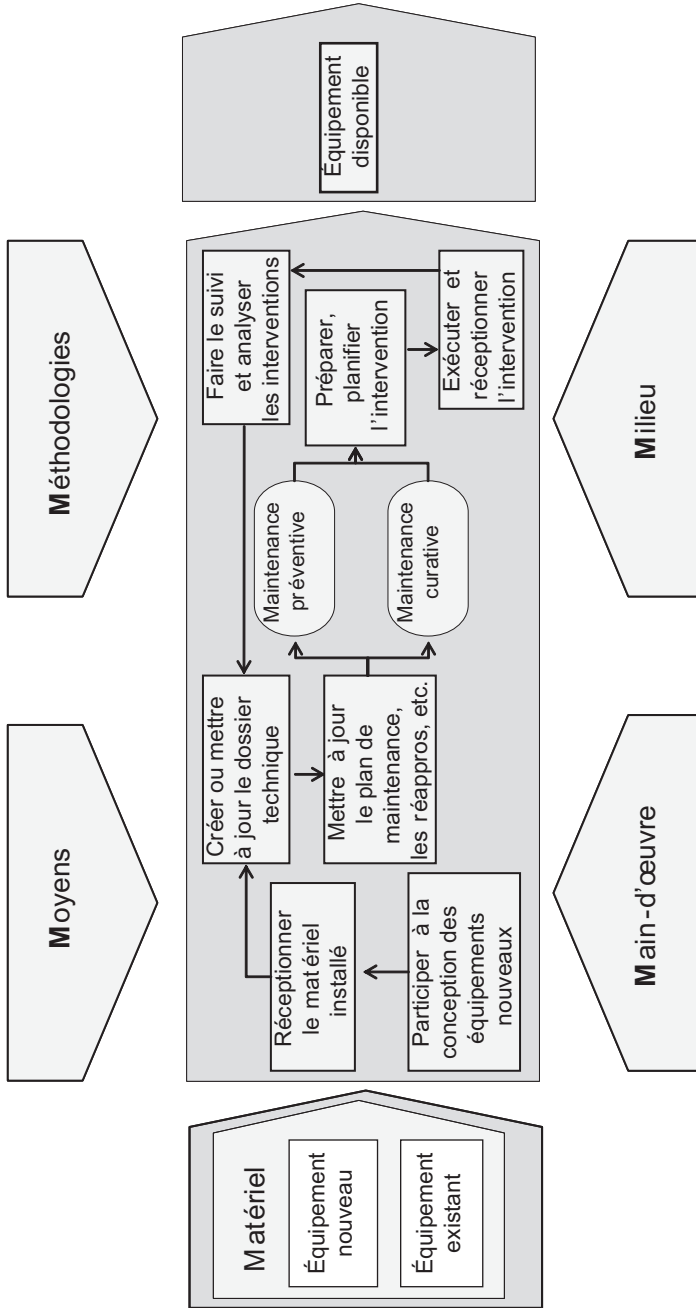 Moyens
Méthodologies
Matériel
Équipement
nouveau
Équipement
existant
Participer à la
conception des
équipements
nouveaux
Réceptionner
le matériel
installé
Créer ou mettre
à jour le dossier
technique
Mettre à jour
le plan de
maintenance,
les réappros, etc.
Maintenance
préventive
Maintenance
curative
Préparer,
planifier
l'intervention
Exécuter et
réceptionner
l'intervention
Faire le suivi
et analyser
les interventions
Équipement
disponible
Main-d'œuvre
Milieu